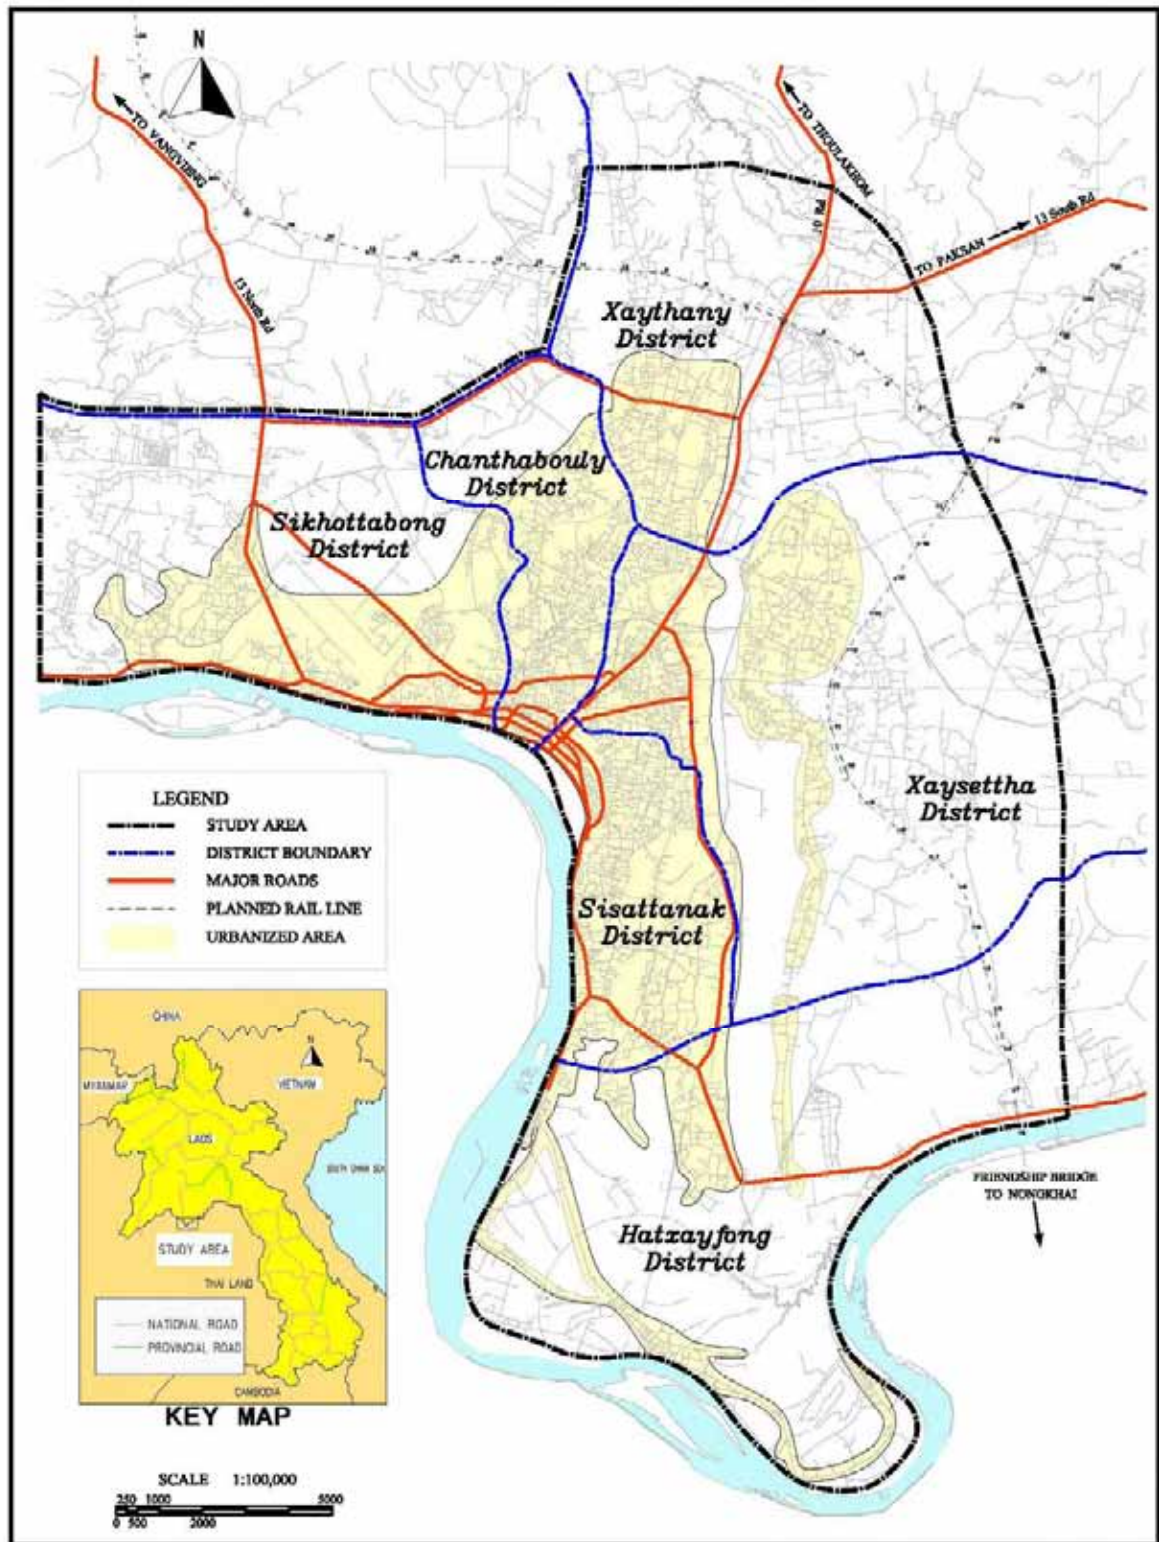 N
TO VANGVIENG
TO THOULAKHOM
13 South Rd
TO PAKSAN
13 North Rd
Xaythany
District
Chanthabouly
District
Sikhottabong
District
Xaysettha
District
LEGEND
STUDY AREA
DISTRICT BOUNDARY
MAJOR ROADS
PLANNED RAIL LINE
URBANIZED AREA
Sisattanak
District
CHINA
N
MYANMAR
VIETNAM
LAOS
SOUTH CHINA SEA
STUDY AREA
THAI LAND
NATIONAL ROAD
PROVINCIAL ROAD
CAMBODIA
KEY MAP
FRIENDSHIP BRIDGE
TO NONGKHAI
Hatxayfong
District
SCALE 1:100,000
250 1000 5000
0 500 2000